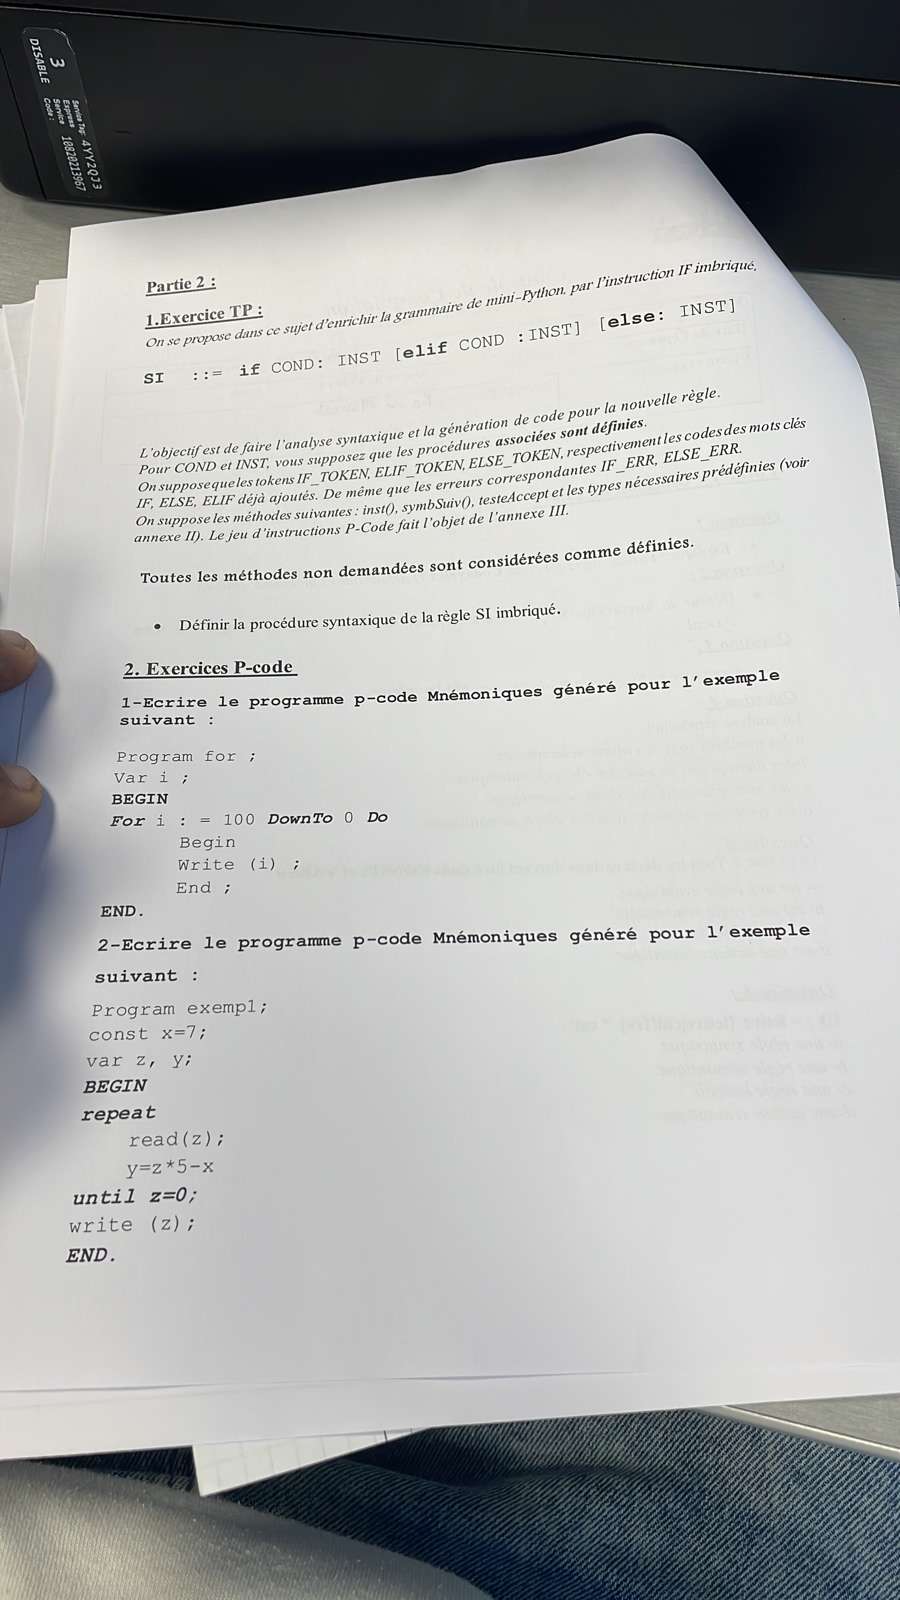 3
DISABLE
Service Tag: 4YY2QJ3
Express
Service 10820213967
Code:
Partie 2 :
1.Exercice TP :
On se propose dans ce sujet d'enrichir la grammaire de mini-Python, par l'instruction IF imbriqué.
SI ::= if COND: INST [elif COND :INST] [else: INST]
L'objectif est de faire l'analyse syntaxique et la génération de code pour la nouvelle règle.
Pour COND et INST, vous supposez que les procédures associées sont définies.
On suppose que les tokens IF_TOKEN, ELIF_TOKEN, ELSE_TOKEN, respectivement les codes des mots clés
IF, ELSE, ELIF déjà ajoutés. De même que les erreurs correspondantes IF_ERR, ELSE_ERR.
On suppose les méthodes suivantes : inst(), symbSuiv(), testeAccept et les types nécessaires prédéfinies (voir
annexe II). Le jeu d'instructions P-Code fait l'objet de l'annexe III.
Toutes les méthodes non demandées sont considérées comme définies.
• Définir la procédure syntaxique de la règle SI imbriqué.
2. Exercices P-code
1-Ecrire le programme p-code Mnémoniques généré pour l'exemple
suivant :
Program for ;
Var i ;
BEGIN
For i : = 100 DownTo 0 Do
Begin
Write (i) ;
End ;
END.
2-Ecrire le programme p-code Mnémoniques généré pour l'exemple
suivant :
Program exemp1;
const x=7;
var z, y;
BEGIN
repeat
read(z);
y=z*5-x
until z=0;
write (z);
END.